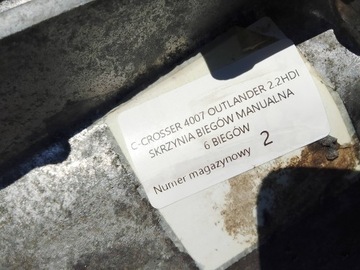 C-CROSSER 4007 OUTLANDER 2.2HDI
SKRZYNIA BIEGÓW MANUALNA
6 BIEGÓW
Numer magazynowy 2